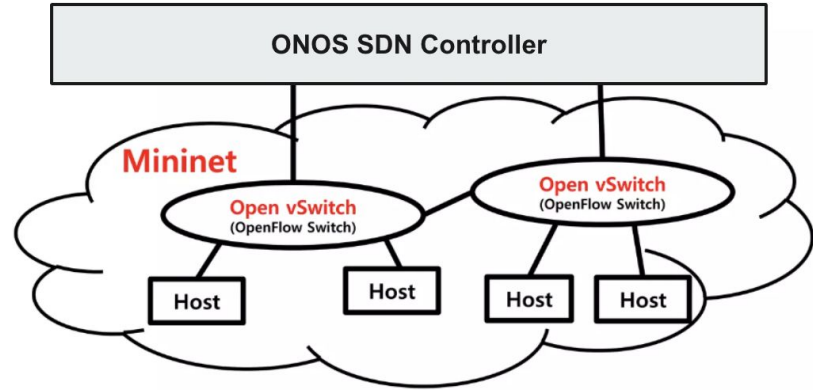 ONOS SDN Controller
Mininet
Open vSwitch
(OpenFlow Switch)
Open vSwitch
(OpenFlow Switch)
Host
Host
Host
Host